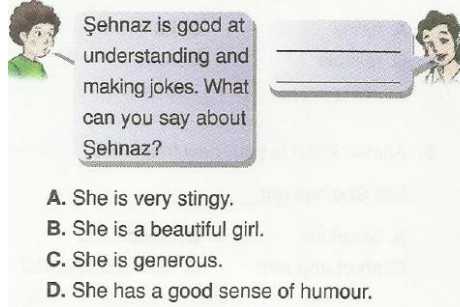 Şehnaz is good at
understanding and
making jokes. What
can you say about
Şehnaz?
A. She is very stingy.
B. She is a beautiful girl.
C. She is generous.
D. She has a good sense of humour.